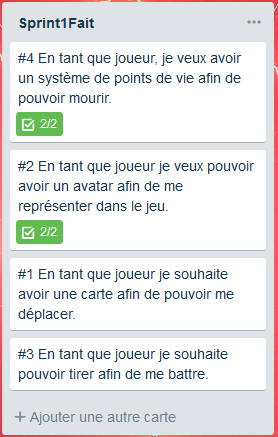 Sprint1Fait
#4 En tant que joueur, je veux avoir
un système de points de vie afin de
pouvoir mourir.
2/2
#2 En tant que joueur je veux pouvoir
avoir un avatar afin de me
représenter dans le jeu.
2/2
#1 En tant que joueur je souhaite
avoir une carte afin de pouvoir me
déplacer.
#3 En tant que joueur je souhaite
pouvoir tirer afin de me battre.
+ Ajouter une autre carte